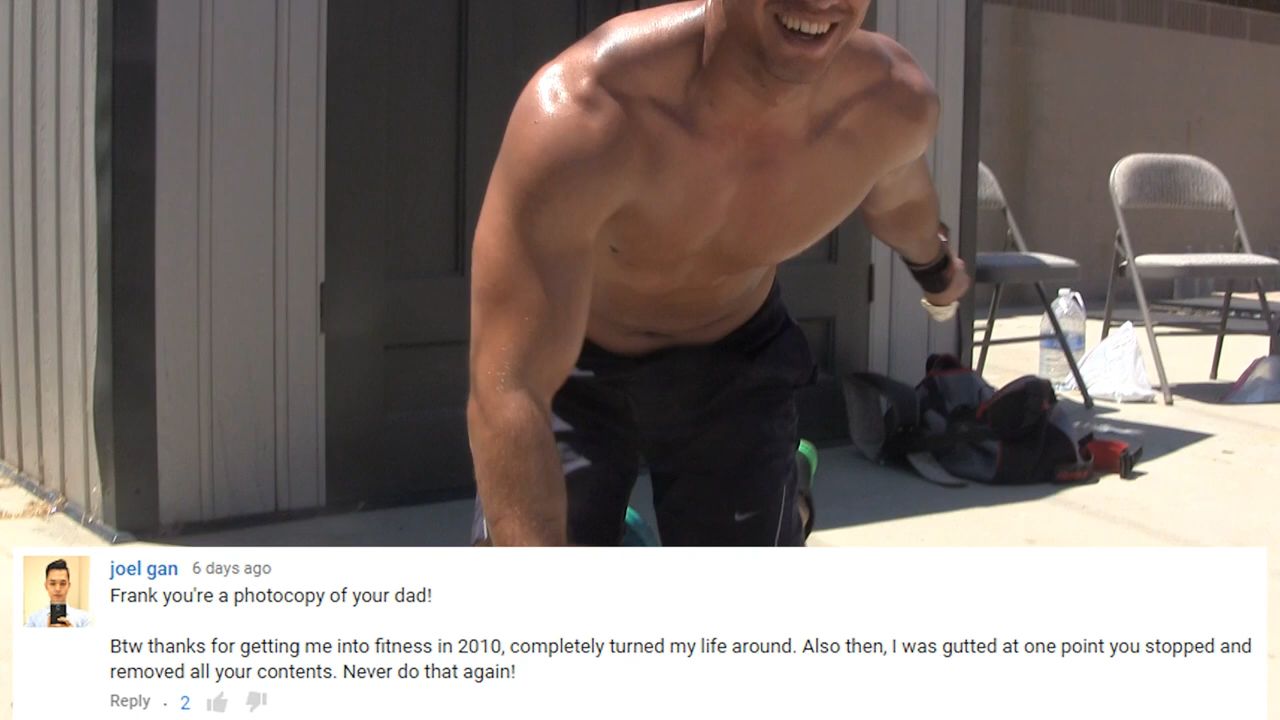 joel gan 6 days ago
Frank you're a photocopy of your dad!
Btw thanks for getting me into fitness in 2010, completely turned my life around. Also then, I was gutted at one point you stopped and
removed all your contents. Never do that again!
Reply . 2